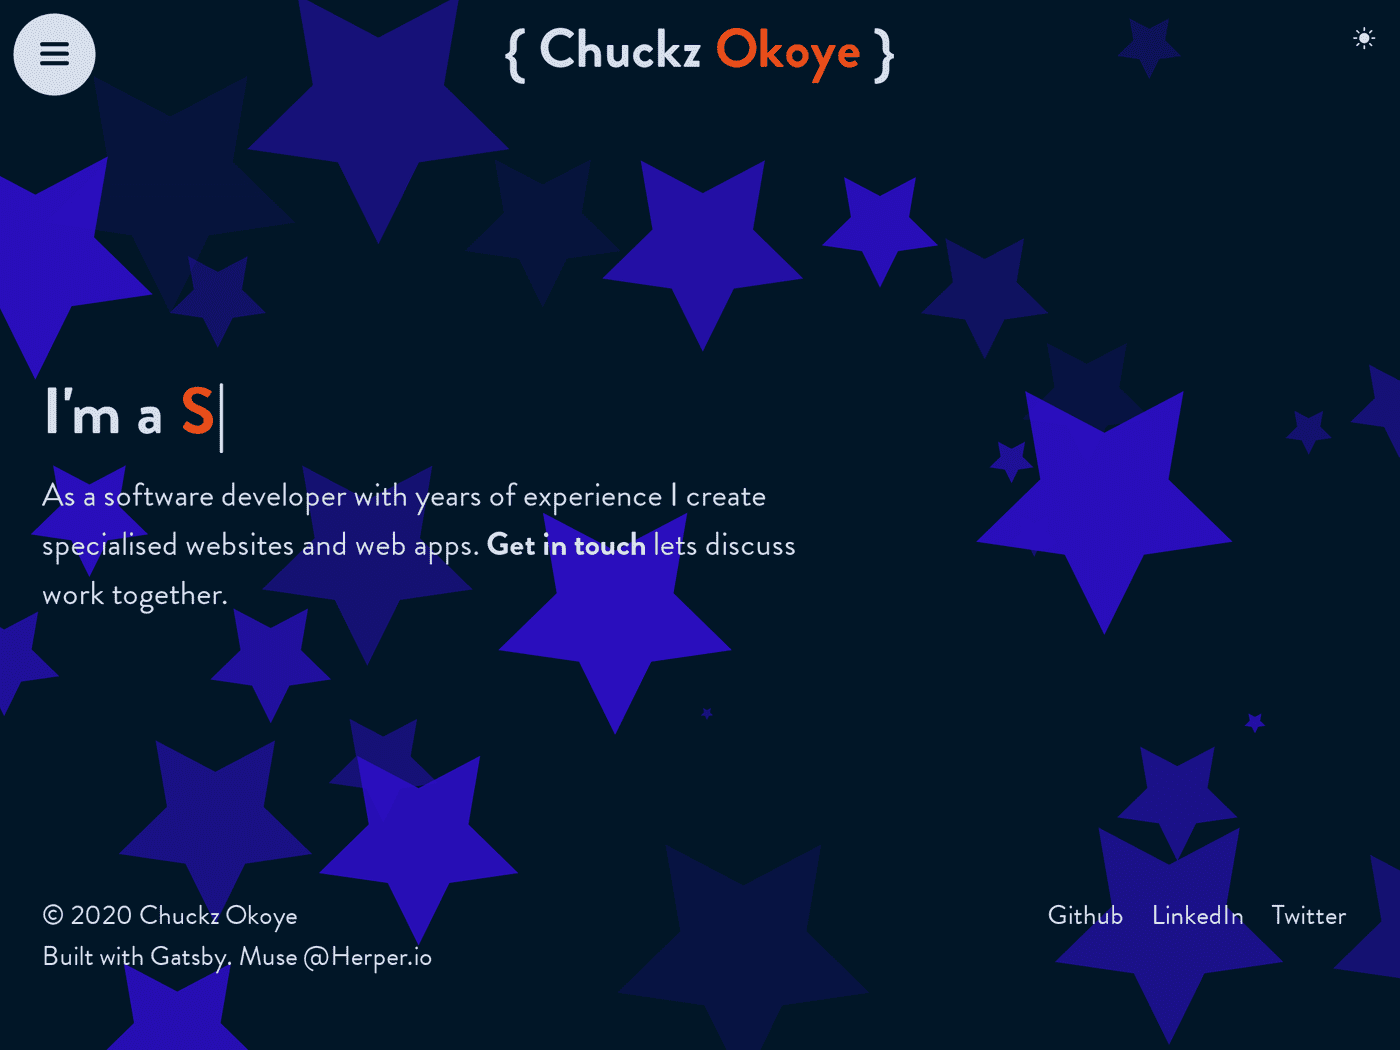 { Chuckz Okoye }
I'm a S
As a software developer with years of experience I create
specialised websites and web apps. Get in touch lets discuss
work together.
© 2020 Chuckz Okoye
Built with Gatsby. Muse @Herper.io
Github LinkedIn Twitter